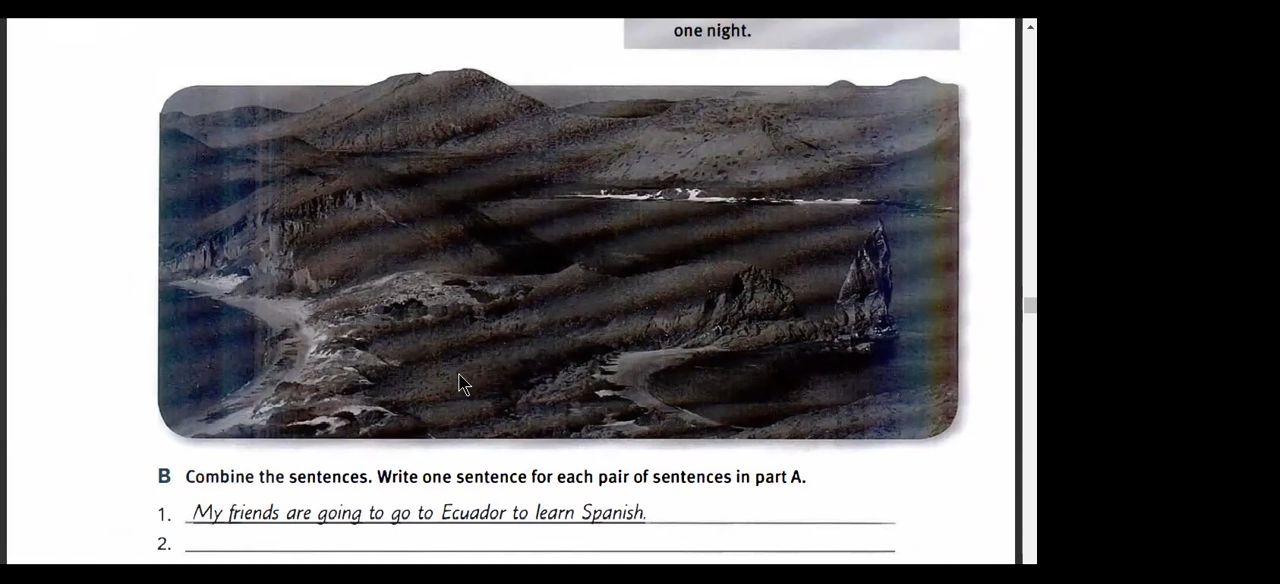 one night.
B Combine the sentences. Write one sentence for each pair of sentences in part A.
1. My friends are going to go to Ecuador to learn Spanish.
2.